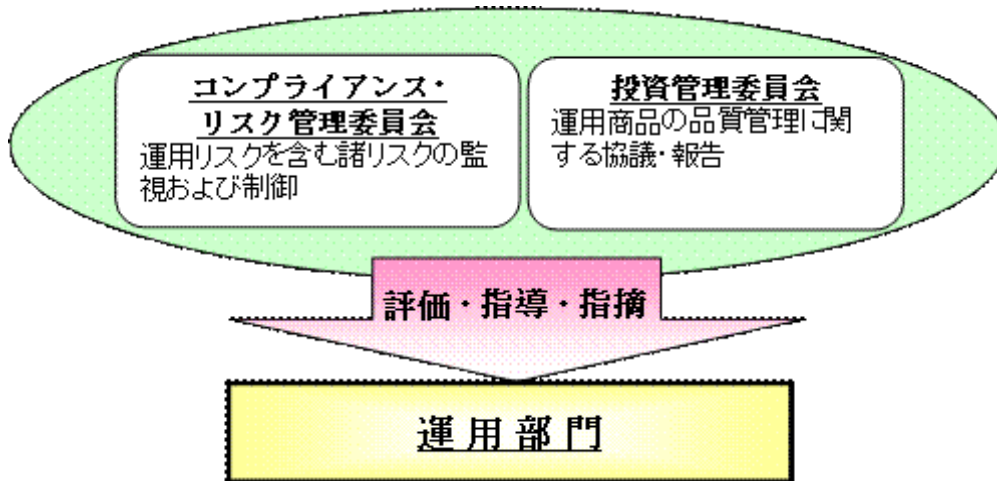 コンプライアンス・
リスク管理委員会
運用リスクを含む諸リスクの監
視および制御
投資管理委員会
運用商品の品質管理に関
する協議・報告
評価・指導・指摘
運用部門